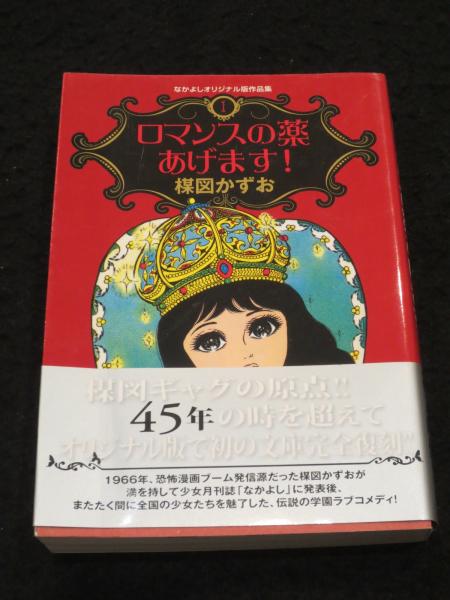 なかよしオリジナル版作品集
1
ロマンスの薬
あげます!
楳図かずお
楳図ギャグの原点!!
45年の時を超えて
オリジナル版で初の文庫完全復刻"
1966年、恐怖漫画ブーム発信源だった楳図かずおが
満を持して少女月刊誌「なかよし」に発表後、
またたく間に全国の少女たちを魅了した、伝説の学園ラブコメディ!